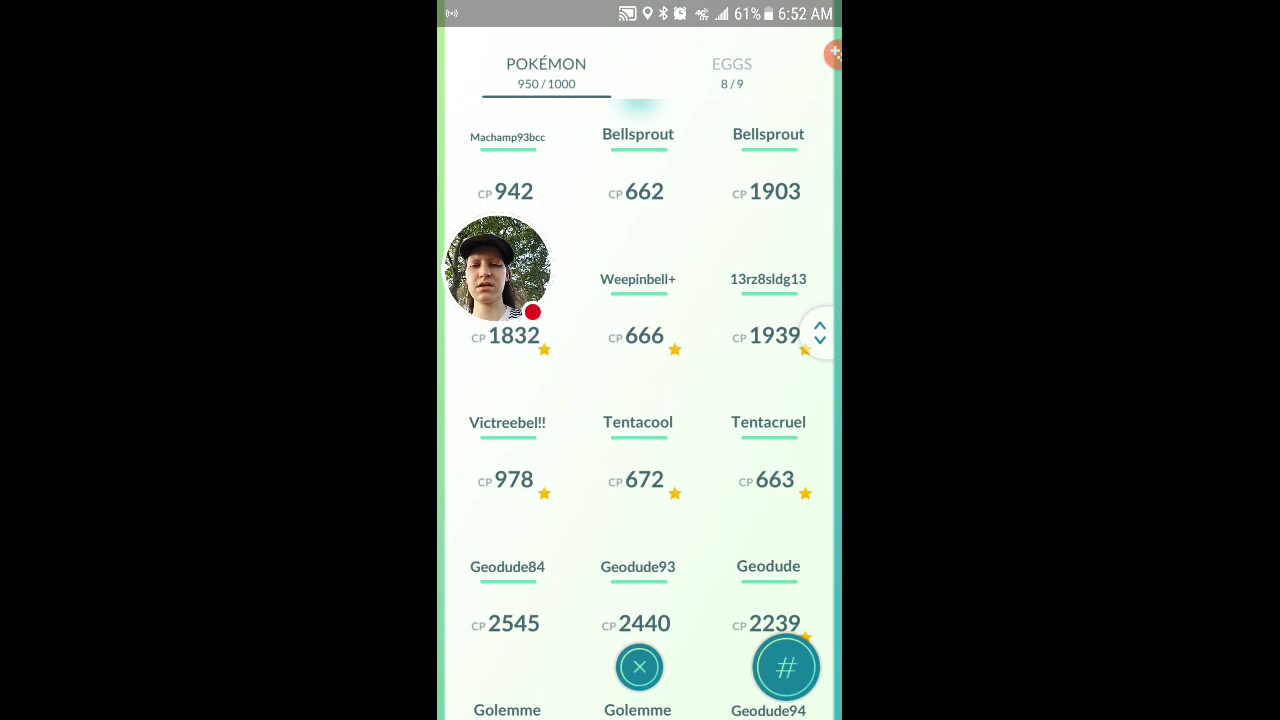 4G 61% 6:52 AM
POKÉMON EGGS
950 / 1000 8 / 9
Machamp93bcc Bellsprout Bellsprout
CP 942 CP 662 CP 1903
Weepinbell+ 13rz8sldg13
CP 1832 CP 666 CP 1939
Victreebel!! Tentacool Tentacruel
CP 978 CP 672 CP 663
Geodude84 Geodude93 Geodude
CP 2545 CP 2440 CP 2239
#
Golemme Golemme Geodude94